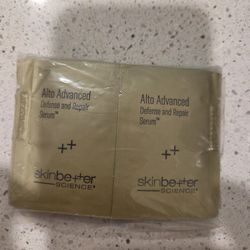 Alto Advanced
Defense and Repair
Serum™
++
skinbetter
SCIENCE®
Alto Advanced
Defense and Repair
Serum™
++
skinbetter
SCIENCE®